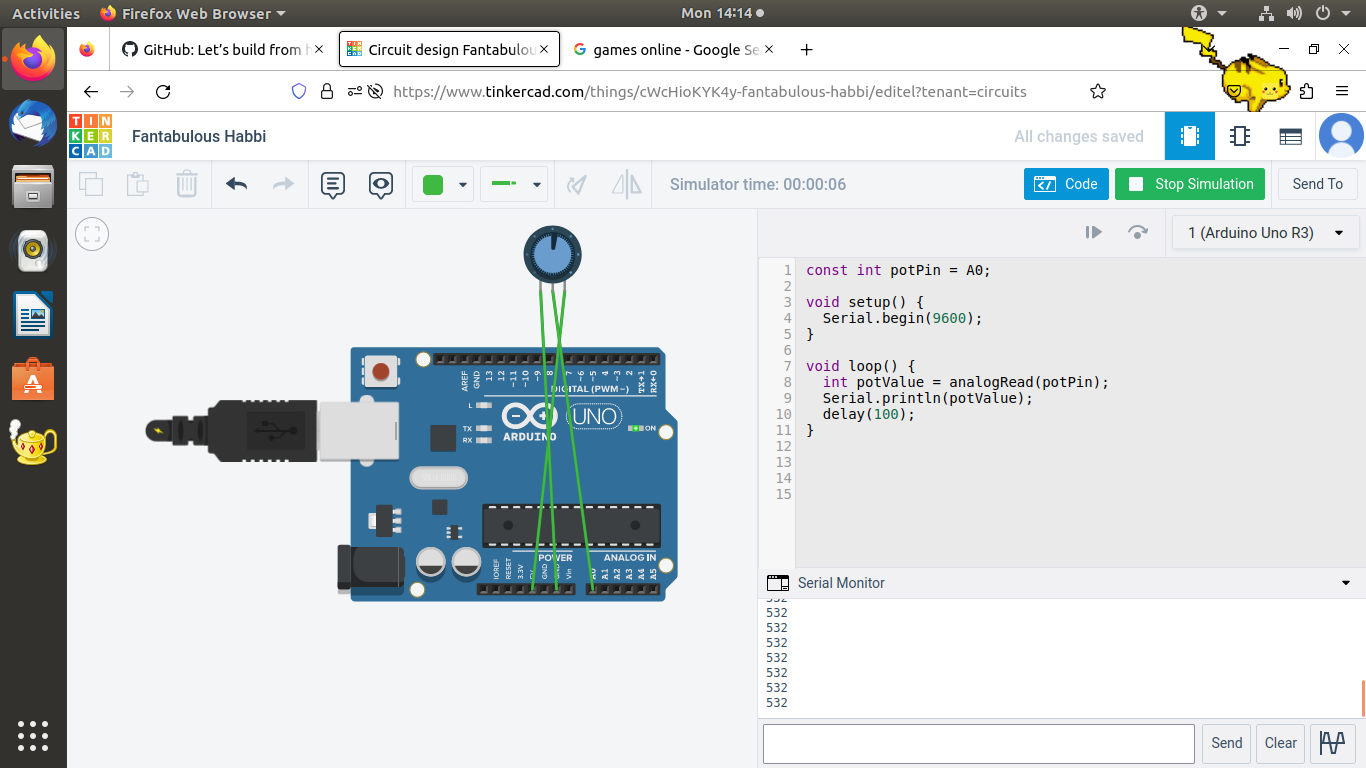 Activities
Firefox Web Browser
Mon 14:14
GitHub: Let's build from h
Circuit design Fantabulou
games online - Google Se
https://www.tinkercad.com/things/cWcHioKYK4y-fantabulous-habbi/editel?tenant=circuits
TIN
KER
CAD
Fantabulous Habbi
All changes saved
Simulator time: 00:00:06
Code
Stop Simulation
Send To
1 (Arduino Uno R3)
1 const int potPin = A0;
2
3 void setup() {
4 Serial.begin(9600);
5 }
6
7 void loop() {
8 int potValue = analogRead(potPin);
9 Serial.println(potValue);
10 delay(100);
11 }
12
13
14
15
AREF GND 13 12 ~11 ~10 ~9 8 7 ~6 ~5 4 ~3 2 TX→1 RX←0
DIGITAL (PWM~)
L
TX
RX
UNO
ARDUINO
ON
POWER
ANALOG IN
IOREF RESET 3.3V GND Vin A0 A1 A2 A3 A4 A5
Serial Monitor
532
532
532
532
532
532
532
532
Send
Clear